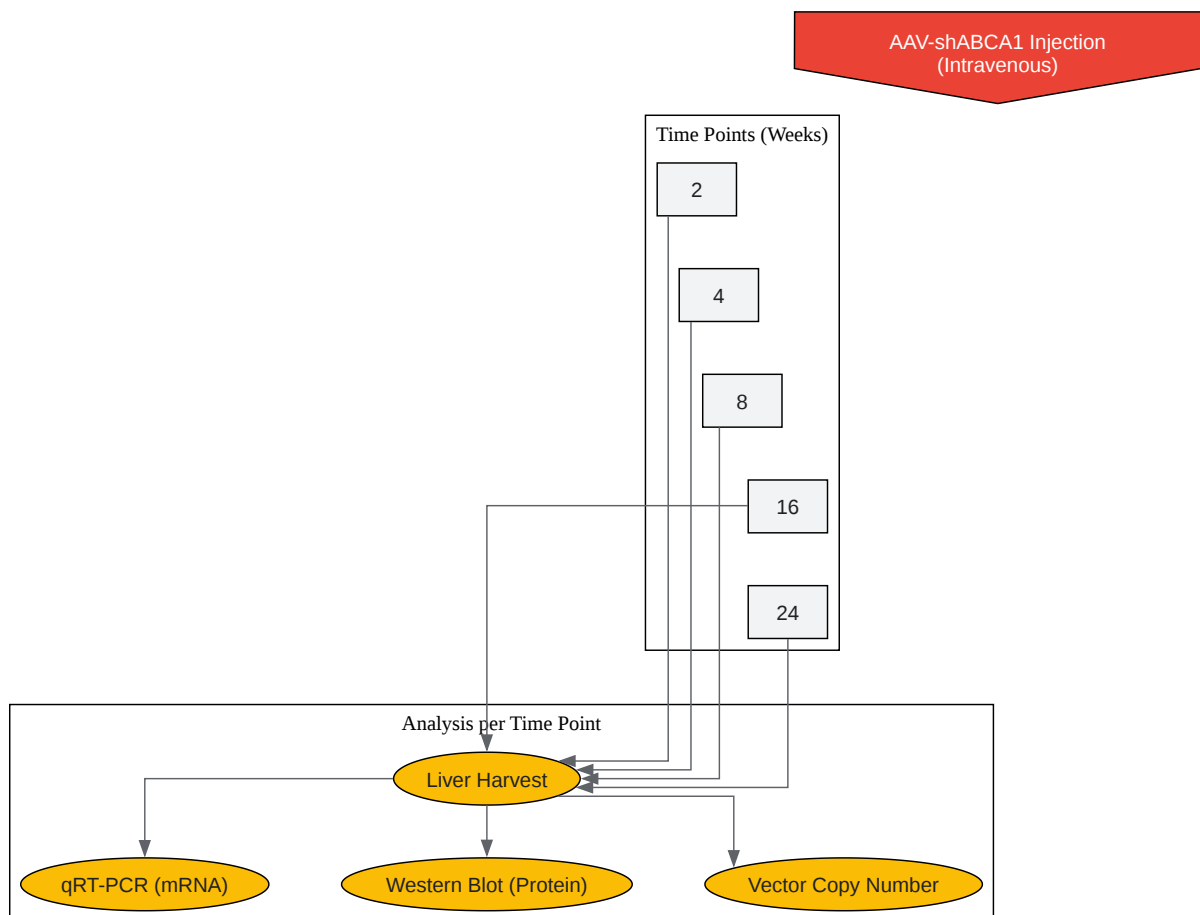 AAV-shABCA1 Injection
(Intravenous)
Time Points (Weeks)
2
4
8
16
24
Analysis per Time Point
Liver Harvest
qRT-PCR (mRNA)
Western Blot (Protein)
Vector Copy Number